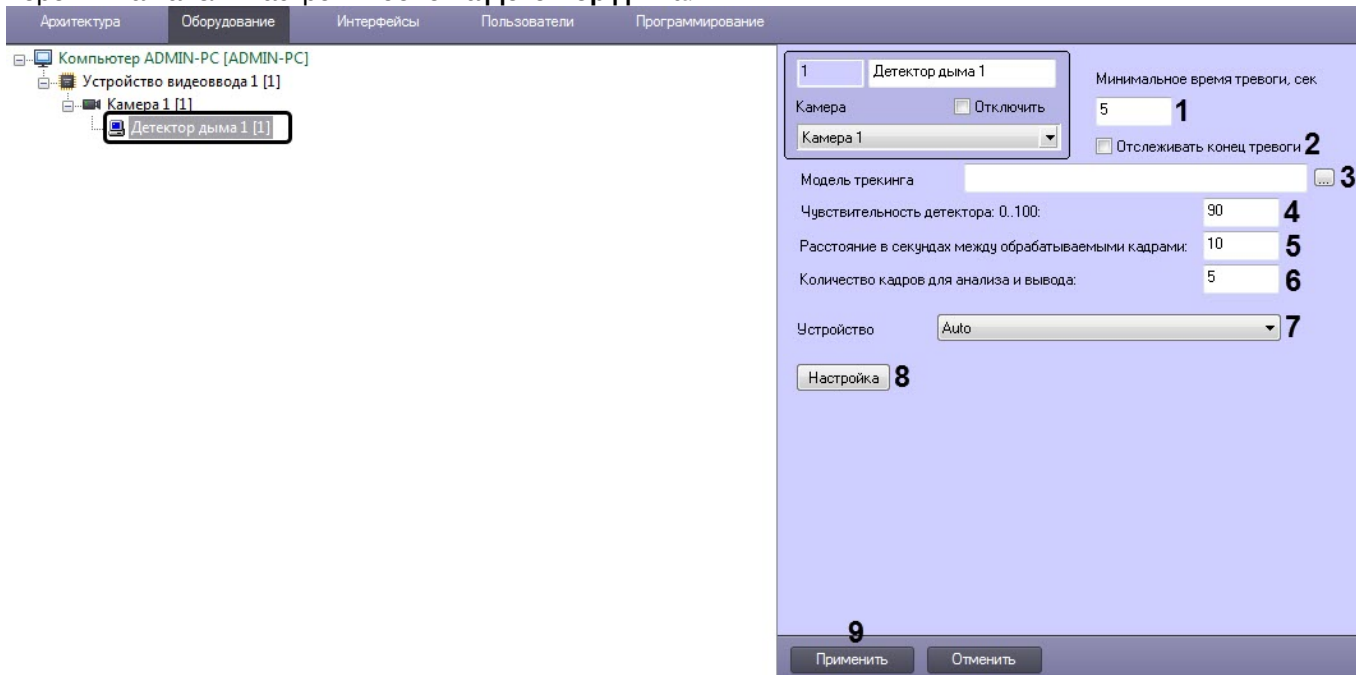 Архитектура Оборудование Интерфейсы Пользователи Программирование
Компьютер ADMIN-PC [ADMIN-PC]
Устройство видеоввода 1 [1]
Камера 1 [1]
Детектор дыма 1 [1]
1 Детектор дыма 1
Камера Отключить
Камера 1
Минимальное время тревоги, сек
5 1
Отслеживать конец тревоги 2
Модель трекинга ... 3
Чувствительность детектора: 0..100: 90 4
Расстояние в секундах между обрабатываемыми кадрами: 10 5
Количество кадров для анализа и вывода: 5 6
Устройство Auto 7
Настройка 8
9
Применить Отменить